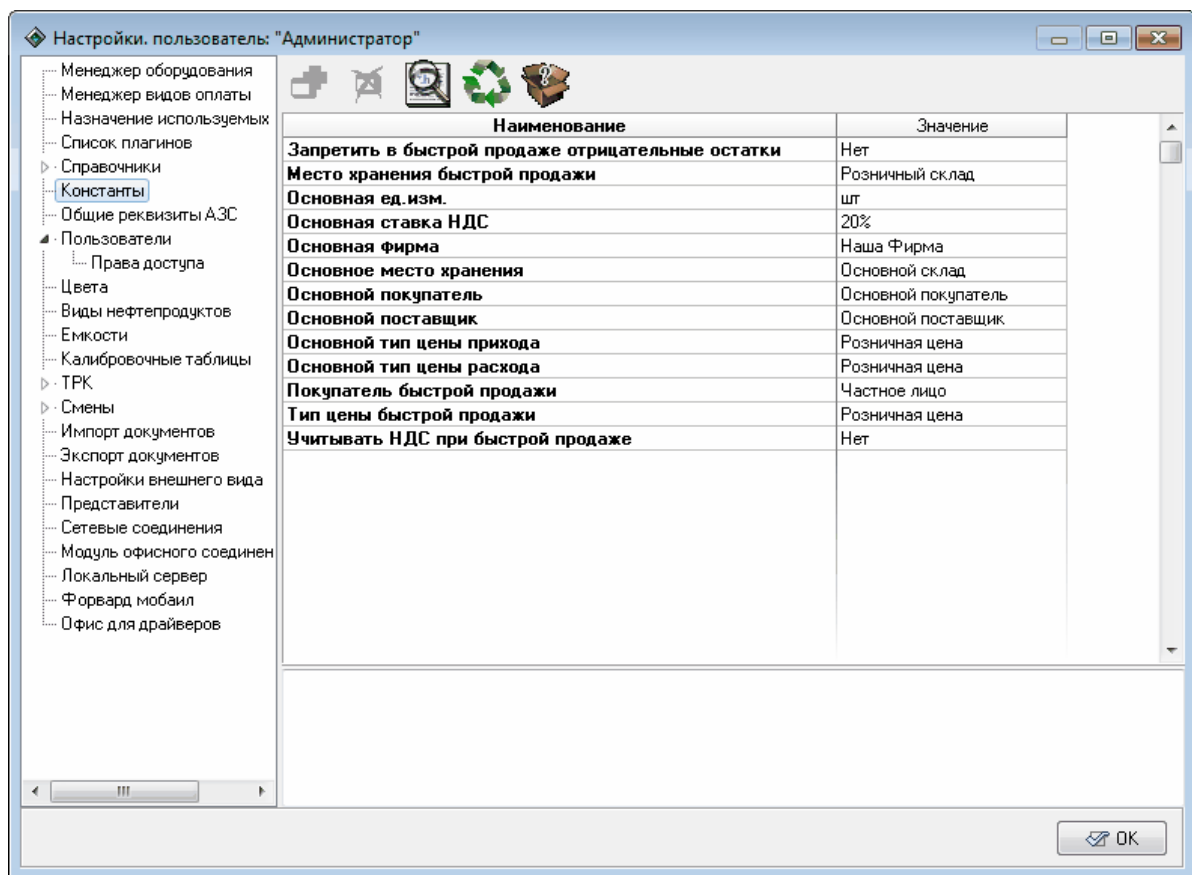 Настройки. пользователь: "Администратор"
Менеджер оборудования
Менеджер видов оплаты
Назначение используемых
Список плагинов
Справочники
Константы
Общие реквизиты АЗС
Пользователи
Права доступа
Цвета
Виды нефтепродуктов
Емкости
Калибровочные таблицы
ТРК
Смены
Импорт документов
Экспорт документов
Настройки внешнего вида
Представители
Сетевые соединения
Модуль офисного соединен
Локальный сервер
Форвард мобаил
Офис для драйверов
Наименование Значение
Запретить в быстрой продаже отрицательные остатки Нет
Место хранения быстрой продажи Розничный склад
Основная ед.изм. шт
Основная ставка НДС 20%
Основная фирма Наша Фирма
Основное место хранения Основной склад
Основной покупатель Основной покупатель
Основной поставщик Основной поставщик
Основной тип цены прихода Розничная цена
Основной тип цены расхода Розничная цена
Покупатель быстрой продажи Частное лицо
Тип цены быстрой продажи Розничная цена
Учитывать НДС при быстрой продаже Нет
OK